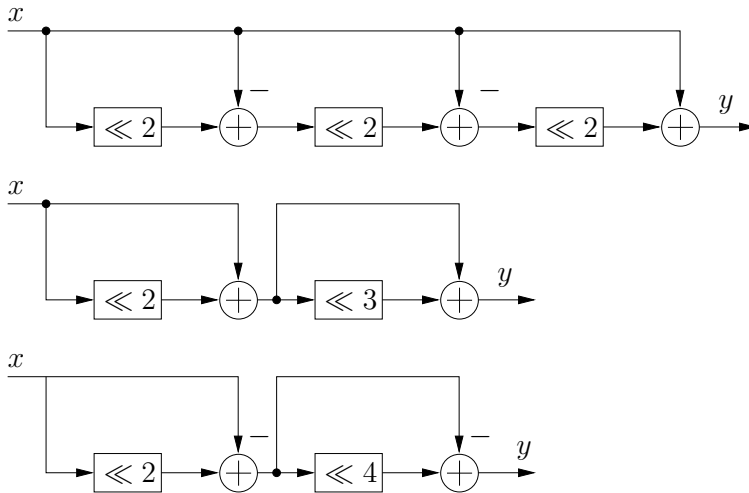 x
− −
≪ 2 + ≪ 2 + ≪ 2 + y
x
≪ 2 + ≪ 3 + y
x
− −
≪ 2 + ≪ 4 + y